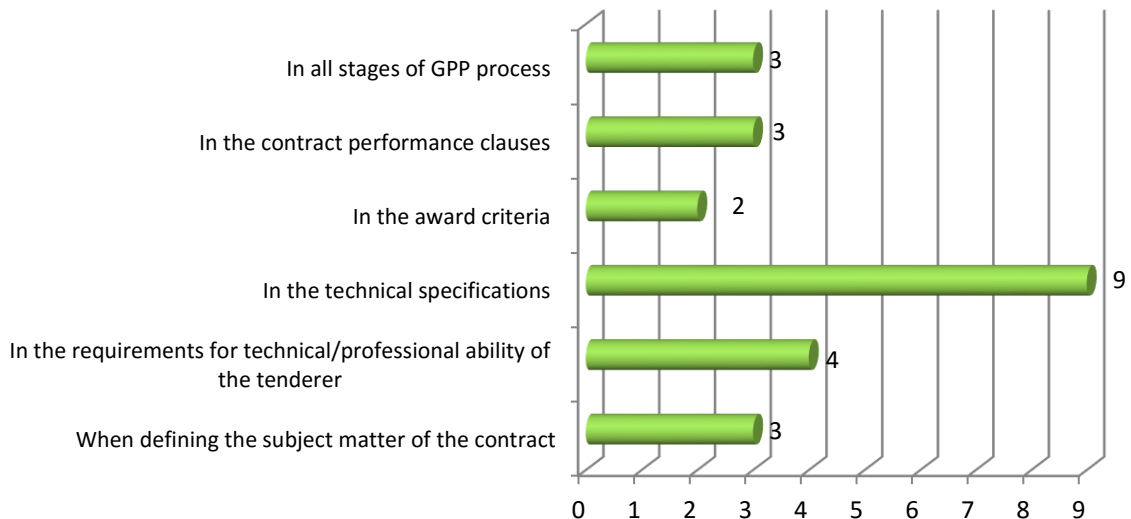 In all stages of GPP process
3
In the contract performance clauses
3
In the award criteria
2
In the technical specifications
9
In the requirements for technical/professional ability of
the tenderer
4
When defining the subject matter of the contract
3
0 1 2 3 4 5 6 7 8 9